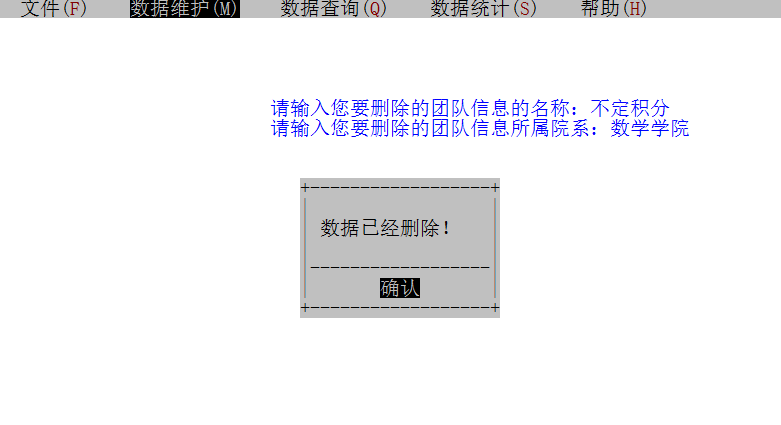 文件(F) 数据维护(M) 数据查询(Q) 数据统计(S) 帮助(H)
请输入您要删除的团队信息的名称：不定积分
请输入您要删除的团队信息所属院系：数学学院
数据已经删除！
确认